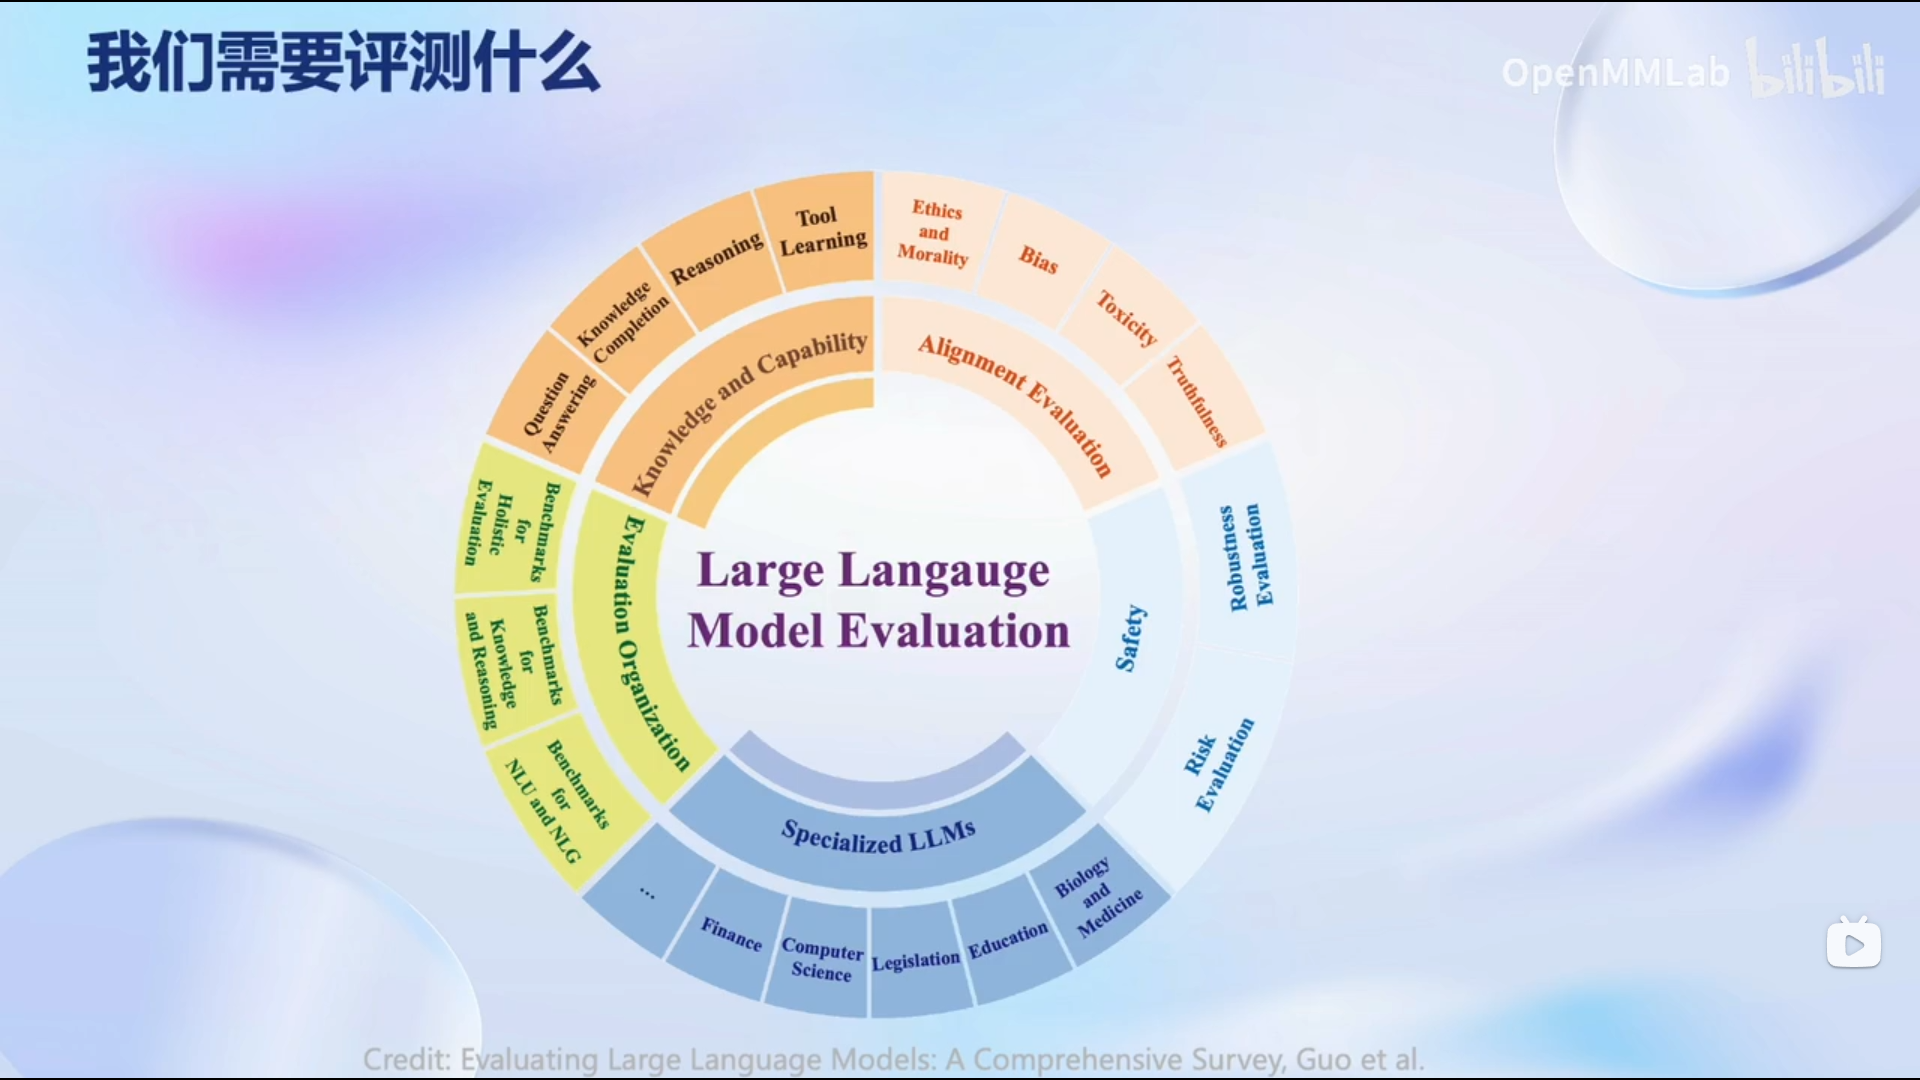 我们需要评测什么
OpenMMLab bilibili
Tool
Learning
Reasoning
Knowledge
Completion
Question
Answering
Knowledge and Capability
Ethics
and
Morality
Bias
Toxicity
Truthfulness
Alignment Evaluation
Robustness
Evaluation
Risk
Evaluation
Safety
Large Langauge
Model Evaluation
Evaluation Organization
Benchmarks
for
Holistic
Evaluation
Benchmarks
for
Knowledge
and Reasoning
Benchmarks
for
NLU and NLG
Specialized LLMs
...
Finance
Computer
Science
Legislation
Education
Biology
and
Medicine
Credit: Evaluating Large Language Models: A Comprehensive Survey, Guo et al.